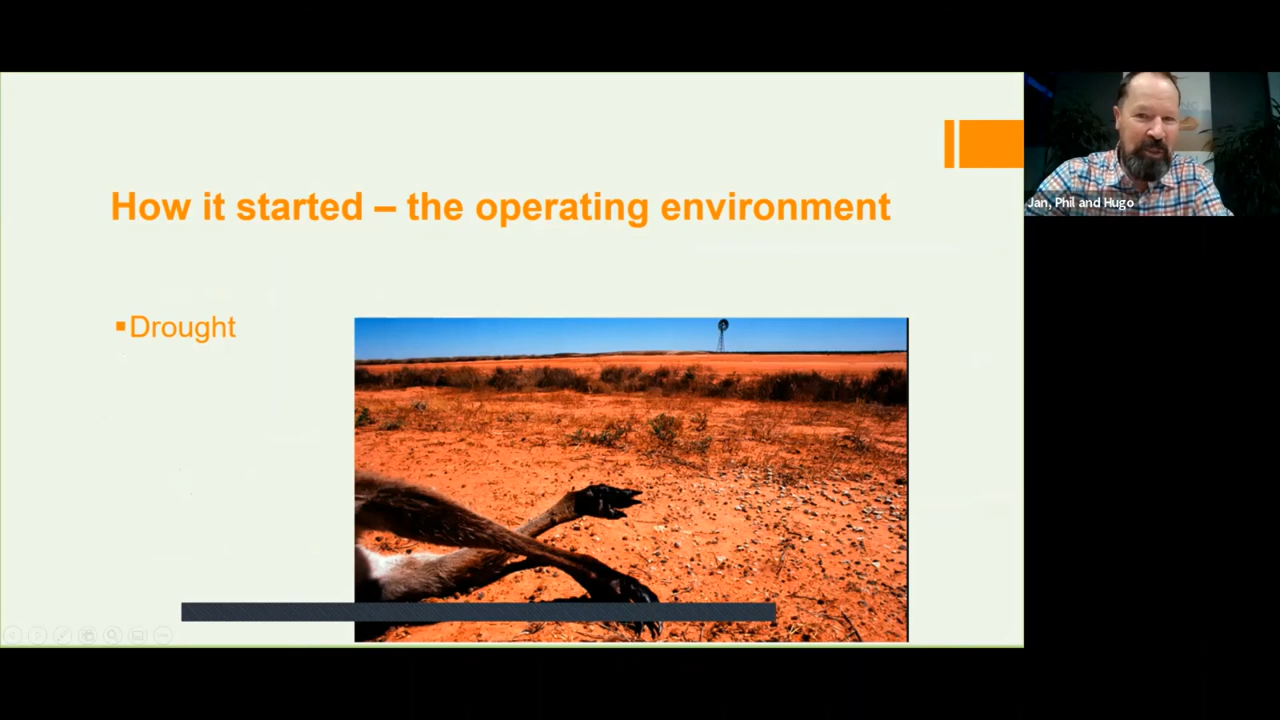 How it started – the operating environment
▪Drought
Jan, Phil and Hugo